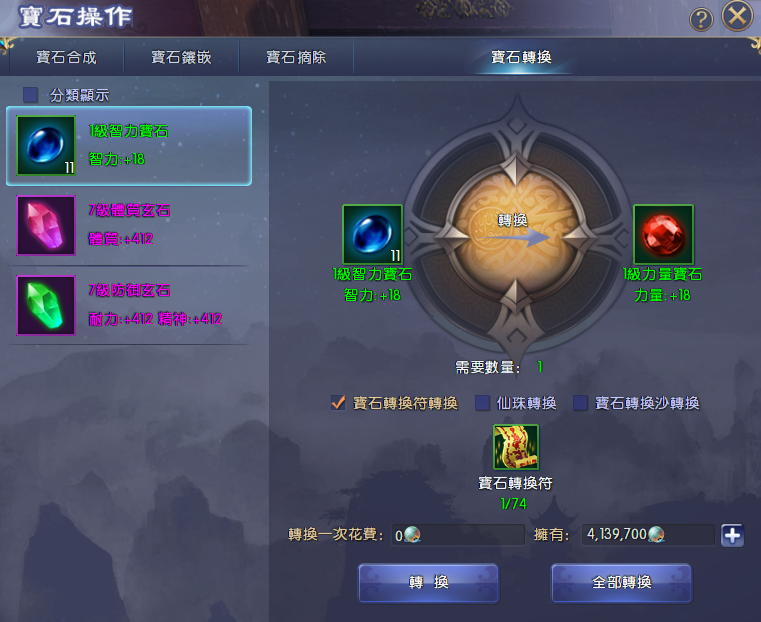 寶石操作
寶石合成 寶石鑲嵌 寶石摘除 寶石轉換
分類顯示
1級智力寶石
智力:+18
11
7級體質玄石
體質:+412
7級防御玄石
耐力:+412 精神:+412
轉換
11
1級智力寶石
智力:+18
1級力量寶石
力量:+18
需要數量: 1
寶石轉換符轉換 仙珠轉換 寶石轉換沙轉換
寶石轉換符
1/74
轉換一次花費: 0 擁有: 4,139,700
轉 換 全部轉換